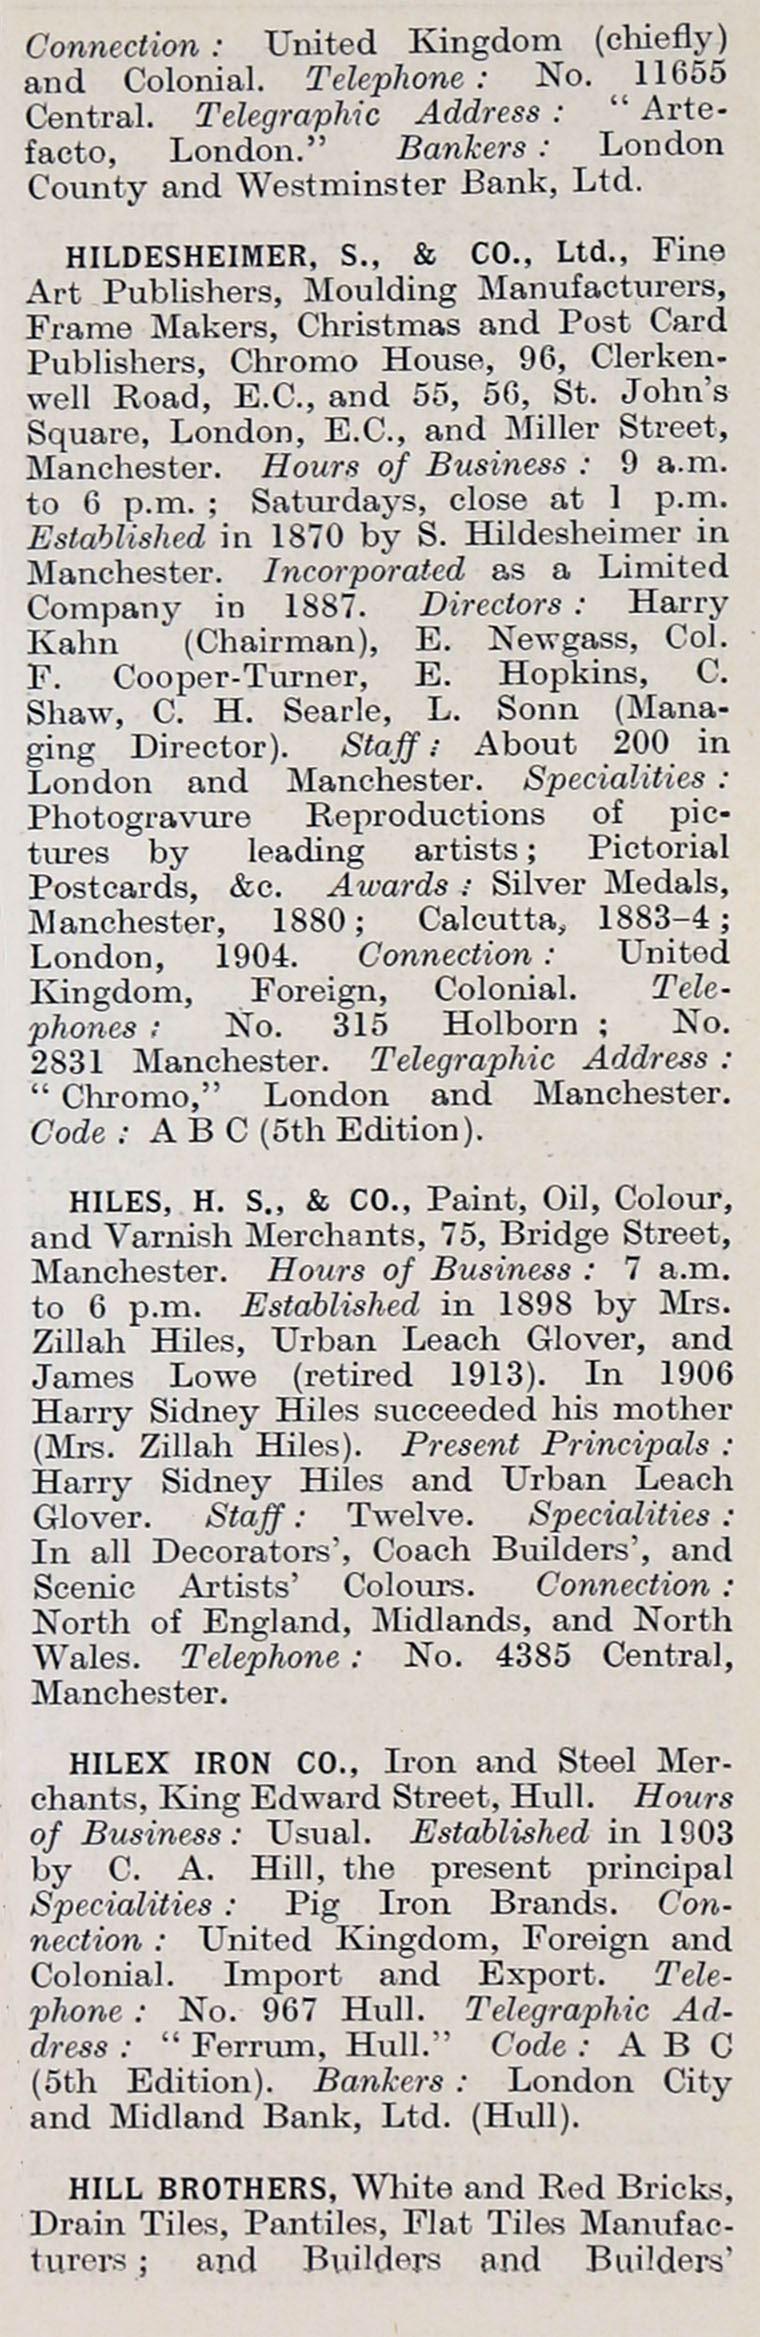 Connection : United Kingdom (chiefly)
and Colonial. Telephone : No. 11655
Central. Telegraphic Address : “ Arte-
facto, London.” Bankers : London
County and Westminster Bank, Ltd.
HILDESHEIMER, S., & CO., Ltd., Fine
Art Publishers, Moulding Manufacturers,
Frame Makers, Christmas and Post Card
Publishers, Chromo House, 96, Clerken-
well Road, E.C., and 55, 56, St. John’s
Square, London, E.C., and Miller Street,
Manchester. Hours of Business : 9 a.m.
to 6 p.m. ; Saturdays, close at 1 p.m.
Established in 1870 by S. Hildesheimer in
Manchester. Incorporated as a Limited
Company in 1887. Directors : Harry
Kahn (Chairman), E. Newgass, Col.
F. Cooper-Turner, E. Hopkins, C.
Shaw, C. H. Searle, L. Sonn (Mana-
ging Director). Staff : About 200 in
London and Manchester. Specialities :
Photogravure Reproductions of pic-
tures by leading artists ; Pictorial
Postcards, &c. Awards : Silver Medals,
Manchester, 1880 ; Calcutta, 1883–4 ;
London, 1904. Connection : United
Kingdom, Foreign, Colonial. Tele-
phones : No. 315 Holborn ; No.
2831 Manchester. Telegraphic Address :
“ Chromo,” London and Manchester.
Code : A B C (5th Edition).
HILES, H. S., & CO., Paint, Oil, Colour,
and Varnish Merchants, 75, Bridge Street,
Manchester. Hours of Business : 7 a.m.
to 6 p.m. Established in 1898 by Mrs.
Zillah Hiles, Urban Leach Glover, and
James Lowe (retired 1913). In 1906
Harry Sidney Hiles succeeded his mother
(Mrs. Zillah Hiles). Present Principals :
Harry Sidney Hiles and Urban Leach
Glover. Staff : Twelve. Specialities :
In all Decorators’, Coach Builders’, and
Scenic Artists’ Colours. Connection :
North of England, Midlands, and North
Wales. Telephone : No. 4385 Central,
Manchester.
HILEX IRON CO., Iron and Steel Mer-
chants, King Edward Street, Hull. Hours
of Business : Usual. Established in 1903
by C. A. Hill, the present principal
Specialities : Pig Iron Brands. Con-
nection : United Kingdom, Foreign and
Colonial. Import and Export. Tele-
phone : No. 967 Hull. Telegraphic Ad-
dress : “ Ferrum, Hull.” Code : A B C
(5th Edition). Bankers : London City
and Midland Bank, Ltd. (Hull).
HILL BROTHERS, White and Red Bricks,
Drain Tiles, Pantiles, Flat Tiles Manufac-
turers ; and Builders and Builders’